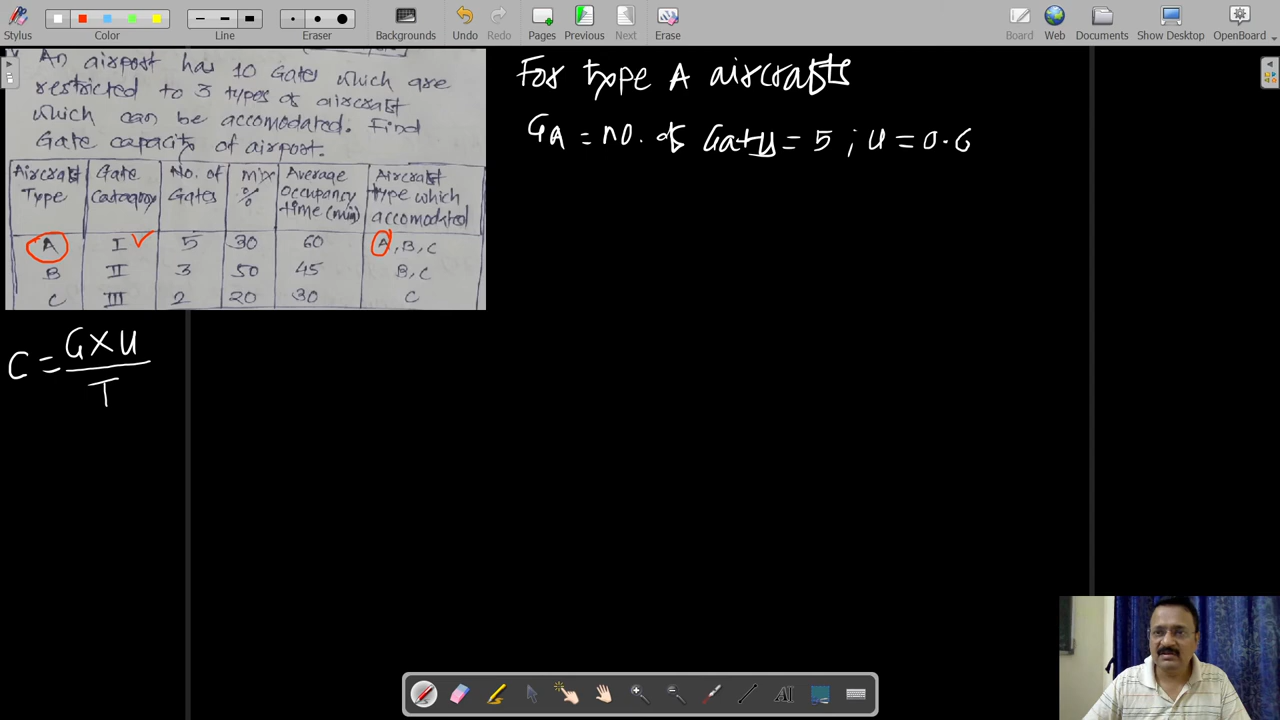 Stylus
Color
Line
Eraser
Backgrounds
Undo
Redo
Pages
Previous
Next
Erase
Board
Web
Documents
Show Desktop
OpenBoard
An airport has 10 Gates which are
restricted to 3 types of aircraft
which can be accomodated. Find
Gate capacity of airport.
Aircraft Type | Gate Catagory | No. of Gates | mix % | Average occupancy time (min) | Aircraft type which accomodated
A | I | 5 | 30 | 60 | A, B, C
B | II | 3 | 50 | 45 | B, C
C | III | 2 | 20 | 30 | C
C = G X U / T
For type A aircrafts
GA = no. of Gates = 5 ; U = 0.6
AI